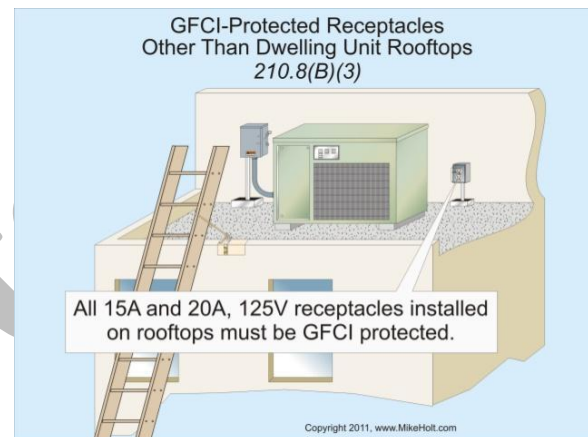 GFCI-Protected Receptacles
Other Than Dwelling Unit Rooftops
210.8(B)(3)
All 15A and 20A, 125V receptacles installed
on rooftops must be GFCI protected.
Copyright 2011, www.MikeHolt.com